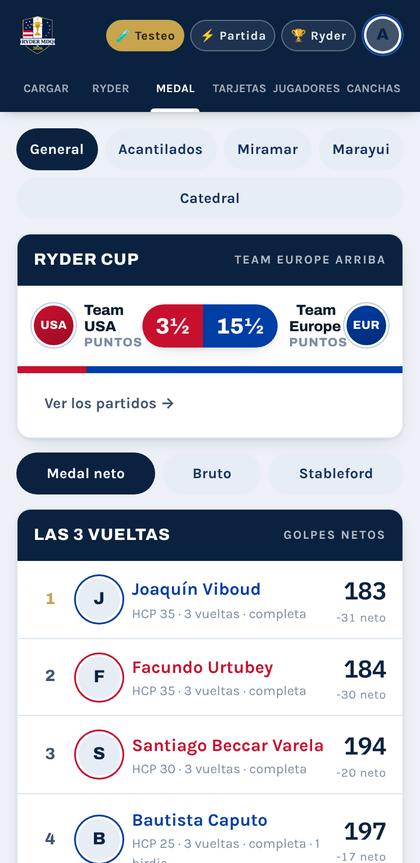 RYDER MDQ
🧪 Testeo
⚡ Partida
🏆 Ryder
A
CARGAR
RYDER
MEDAL
TARJETAS
JUGADORES
CANCHAS
General
Acantilados
Miramar
Marayui
Catedral
RYDER CUP
TEAM EUROPE ARRIBA
USA
Team
USA
PUNTOS
3½
15½
Team
Europe
PUNTOS
EUR
Ver los partidos →
Medal neto
Bruto
Stableford
LAS 3 VUELTAS
GOLPES NETOS
1
J
Joaquín Viboud
HCP 35 · 3 vueltas · completa
183
-31 neto
2
F
Facundo Urtubey
HCP 35 · 3 vueltas · completa
184
-30 neto
3
S
Santiago Beccar Varela
HCP 30 · 3 vueltas · completa
194
-20 neto
4
B
Bautista Caputo
HCP 25 · 3 vueltas · completa · 1
birdie
197
-17 neto